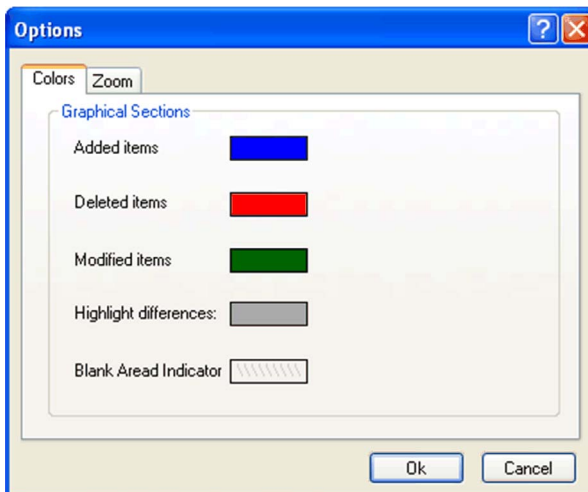 Options
Colors Zoom
Graphical Sections
Added items
Deleted items
Modified items
Highlight differences:
Blank Aread Indicator
Ok Cancel